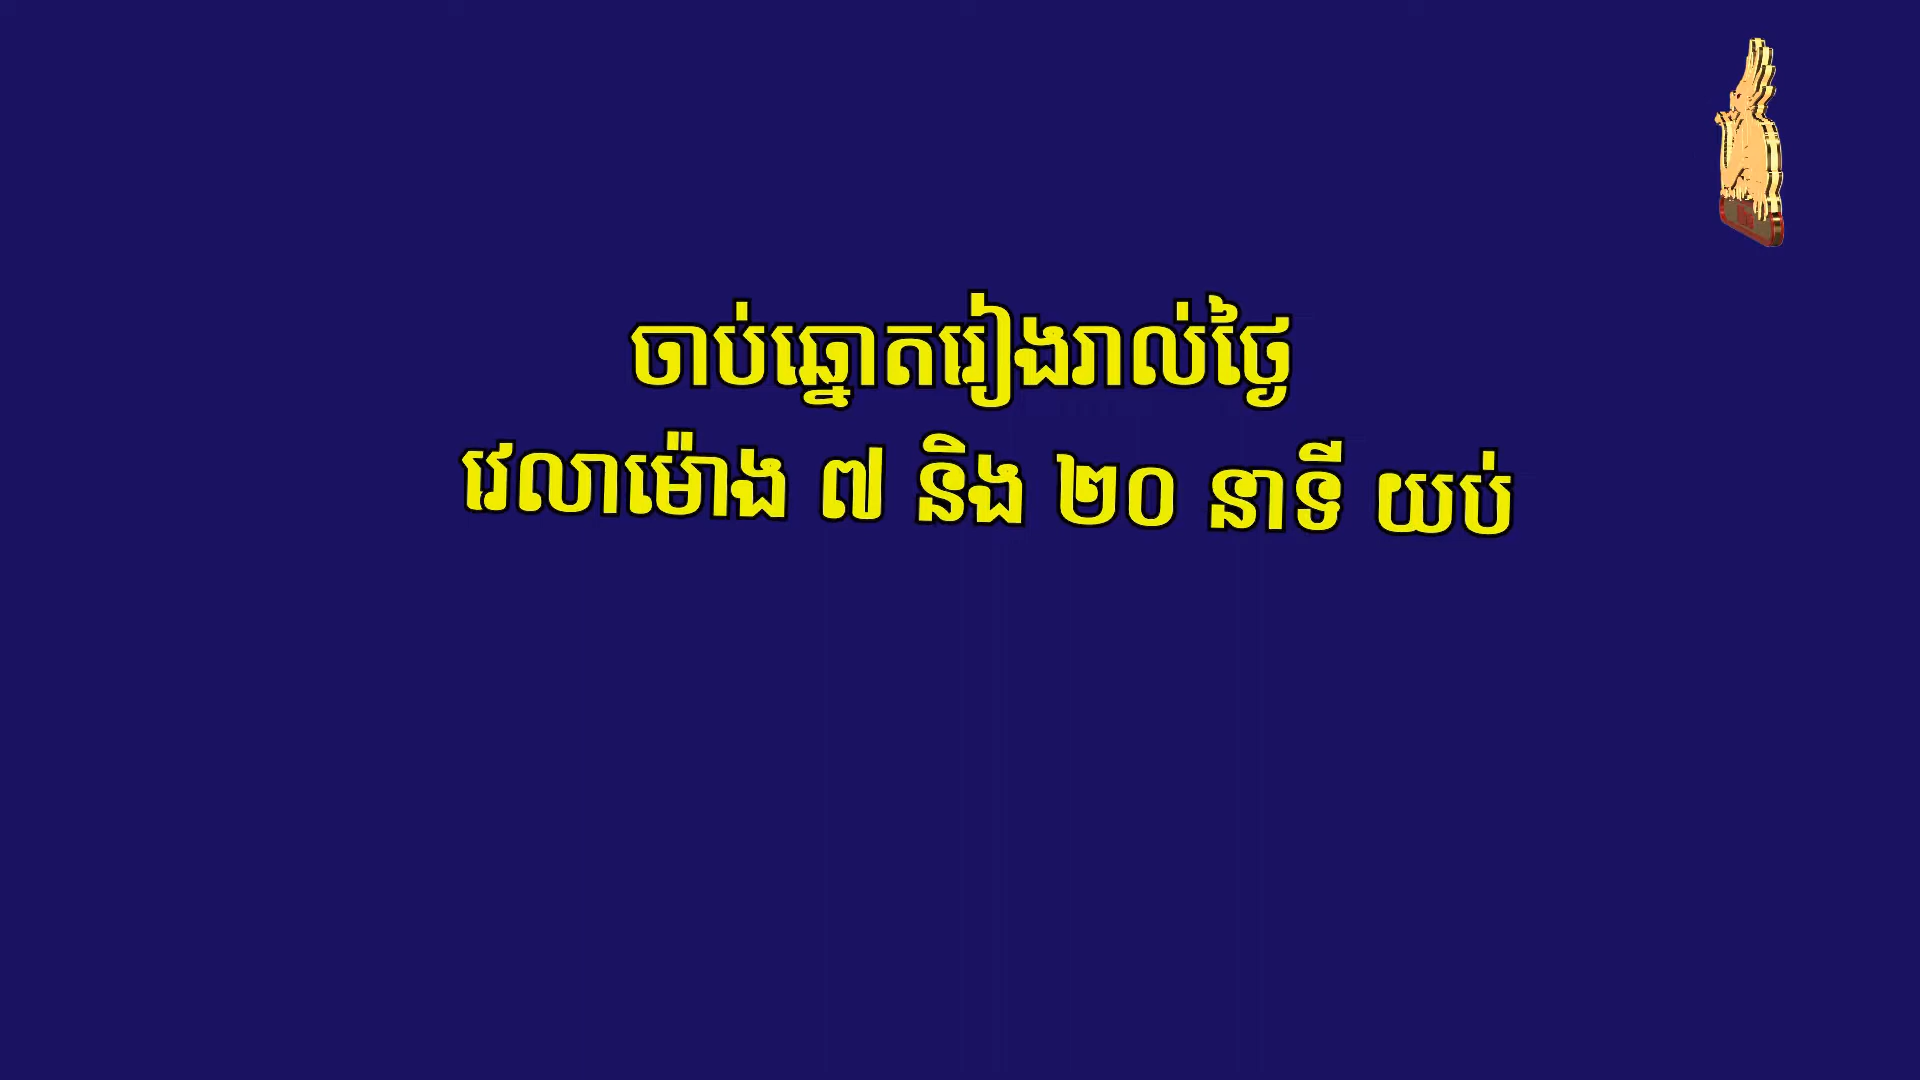 ចាប់ឆ្នោតរៀងរាល់ថ្ងៃ
វេលាម៉ោង ៧ និង ២០ នាទី យប់